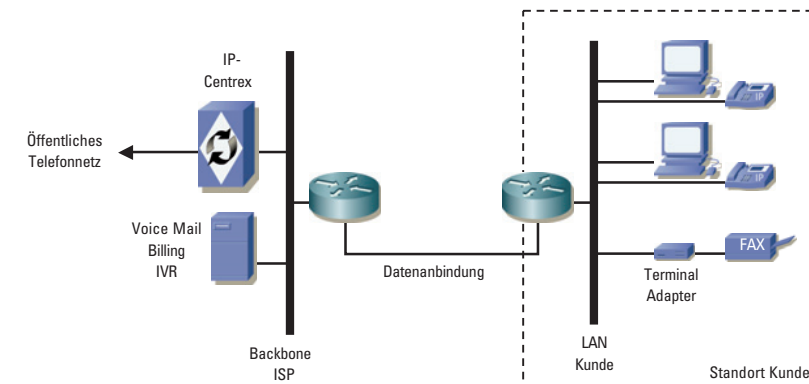 IP-
Centrex
Öffentliches
Telefonnetz
Voice Mail
Billing
IVR
Backbone
ISP
Datenanbindung
IP
IP
FAX
Terminal
Adapter
LAN
Kunde
Standort Kunde